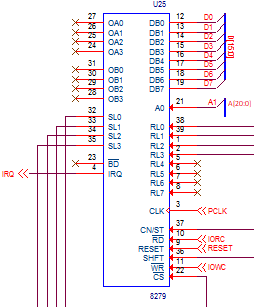 U25
27 OA0 DB0 12 D0
26 OA1 DB1 13 D1
25 OA2 DB2 14 D2
24 OA3 DB3 15 D3
DB4 16 D4
31 OB0 DB5 17 D5
30 OB1 DB6 18 D6
29 OB2 DB7 19 D7
28 OB3
A0 21 A1 A[20:0]
32 SL0 RL0 38
33 SL1 RL1 39
34 SL2 RL2 1
35 SL3 RL3 2
RL4 5
23 BD RL5 6
IRQ 4 IRQ RL6 7
RL7 8
CLK 3 PCLK
CN/ST 37
RD 10 IORC
RESET 9 RESET
SHFT 36
WR 11 IOWC
CS 22
8279